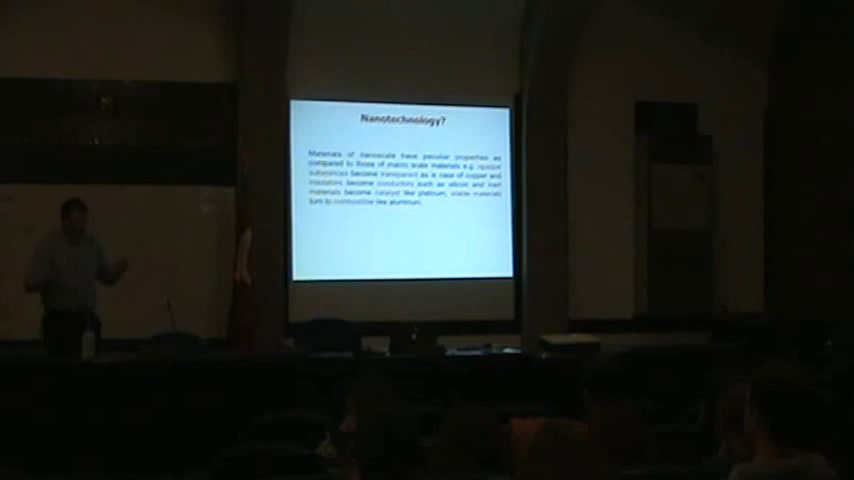 Nanotechnology?
Materials of nanoscale have peculiar properties as
compared to those of macro scale materials e.g. opaque
substances become transparent as is case of copper and
insulators become conductors such as silicon and inert
materials become catalyst like platinum, stable materials
turn to combustible like aluminum.